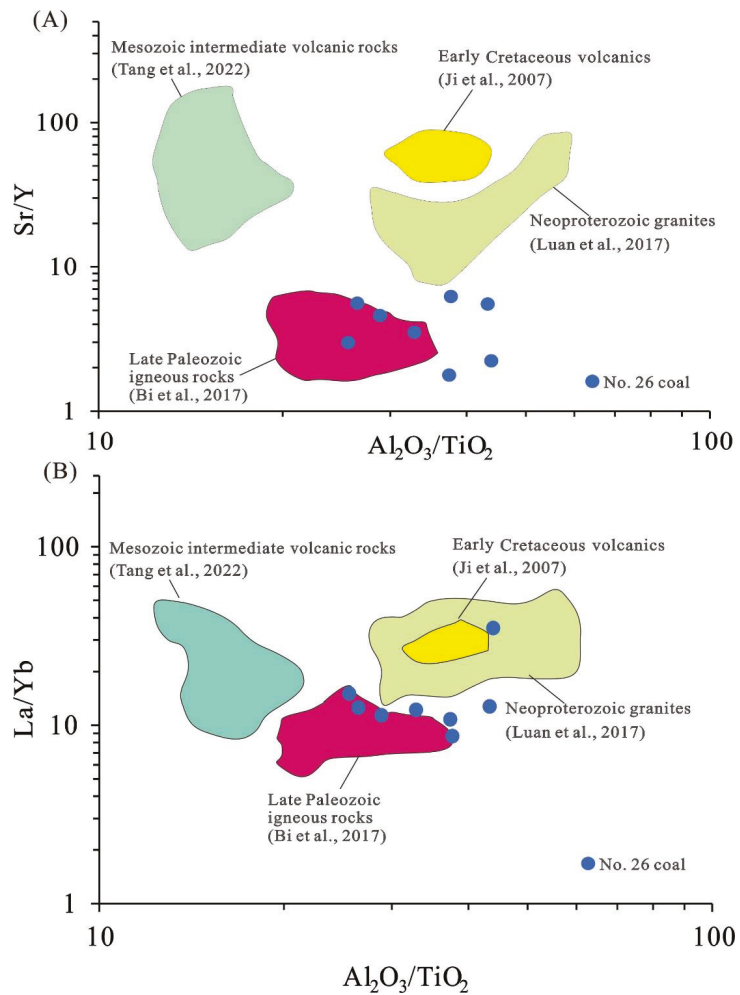 (A)
Mesozoic intermediate volcanic rocks
(Tang et al., 2022)
Early Cretaceous volcanics
(Ji et al., 2007)
100
Sr/Y
Neoproterozoic granites
(Luan et al., 2017)
10
Late Paleozoic
igneous rocks
(Bi et al., 2017)
No. 26 coal
1
10
Al₂O₃/TiO₂
100
(B)
100
Mesozoic intermediate volcanic rocks
(Tang et al., 2022)
Early Cretaceous volcanics
(Ji et al., 2007)
La/Yb
10
Neoproterozoic granites
(Luan et al., 2017)
Late Paleozoic
igneous rocks
(Bi et al., 2017)
No. 26 coal
1
10
100
Al₂O₃/TiO₂